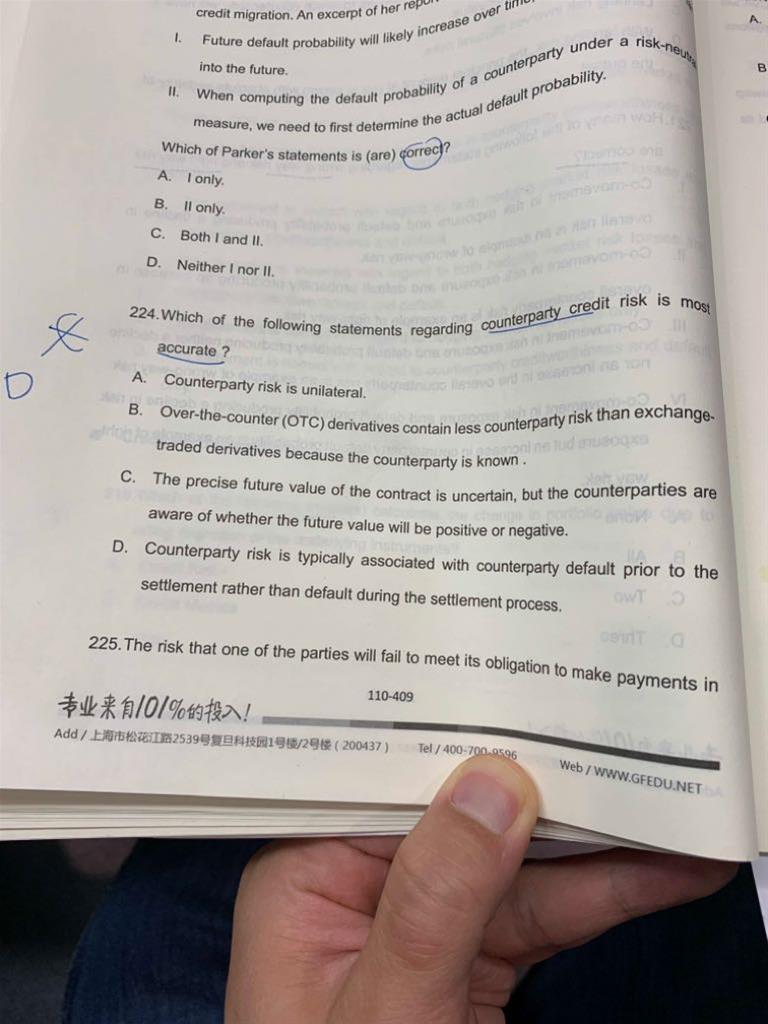 credit migration. An excerpt of her
I. Future default probability will likely increase over
into the future.
II. When computing the default probability of a counterparty under a
measure, we need to first determine the actual default probability.
Which of Parker's statements is (are) correct?
A. I only.
B. II only.
C. Both I and II.
D. Neither I nor II.
224.Which of the following statements regarding counterparty credit risk is most
accurate ?
D
A. Counterparty risk is unilateral.
B. Over-the-counter (OTC) derivatives contain less counterparty risk than exchange-
traded derivatives because the counterparty is known .
C. The precise future value of the contract is uncertain, but the counterparties are
aware of whether the future value will be positive or negative.
D. Counterparty risk is typically associated with counterparty default prior to the
settlement rather than default during the settlement process.
225.The risk that one of the parties will fail to meet its obligation to make payments in
110-409
专业来自101%的投入!
Add / 上海市松花江路2539号复旦科技园1号楼/2号楼 ( 200437 ) Tel / 400-700-9596 Web / WWW.GFEDU.NET
A.
B